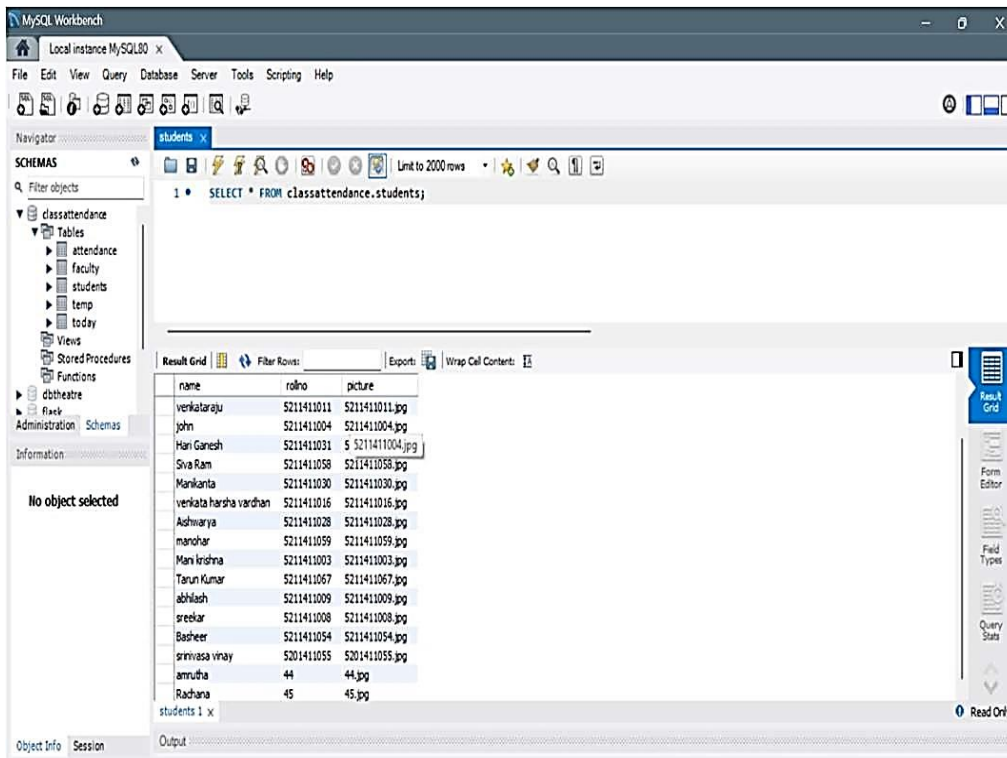 MySQL Workbench
Local instance MySQL80 x
File Edit View Query Database Server Tools Scripting Help
Navigator
students x
SCHEMAS
Filter objects
Limit to 2000 rows
1 SELECT * FROM classattendance.students;
classattendance
Tables
attendance
faculty
students
temp
today
Views
Stored Procedures
Functions
dbtheatre
flask
Administration Schemas
Information
No object selected
Result Grid Filter Rows: Export: Wrap Cell Content:
name rollno picture
venkataraju 5211411011 5211411011.jpg
john 5211411004 5211411004.jpg
Hari Ganesh 5211411031 5 5211411004.jpg
Siva Ram 5211411058 5211411058.jpg
Manikanta 5211411030 5211411030.jpg
venkata harsha vardhan 5211411016 5211411016.jpg
Aishwarya 5211411028 5211411028.jpg
manohar 5211411059 5211411059.jpg
Mani krishna 5211411003 5211411003.jpg
Tarun Kumar 5211411067 5211411067.jpg
abhilash 5211411009 5211411009.jpg
sreekar 5211411008 5211411008.jpg
Basheer 5211411054 5211411054.jpg
srinivasa vinay 5201411055 5201411055.jpg
amrutha 44 44.jpg
Rachana 45 45.jpg
Result
Grid
Form
Editor
Field
Types
Query
Stats
students 1 x
Read Onl
Object Info Session
Output